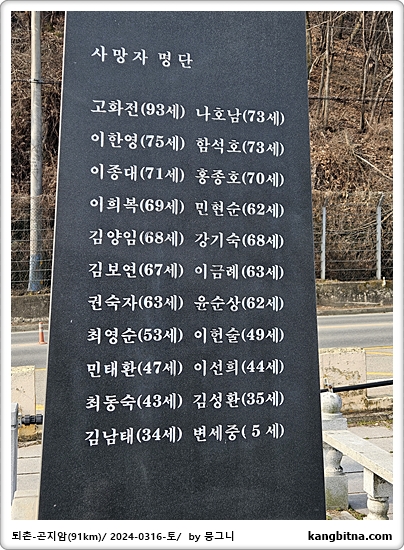 사망자 명단
고화전(93세) 나호남(73세)
이한영(75세) 함석호(73세)
이종대(71세) 홍종호(70세)
이희복(69세) 민현순(62세)
김양임(68세) 강기숙(68세)
김보연(67세) 이금례(63세)
권숙자(63세) 윤순상(62세)
최영순(53세) 이헌술(49세)
민태환(47세) 이선희(44세)
최동숙(43세) 김성환(35세)
김남태(34세) 변세중( 5 세)
퇴촌-곤지암(91km)/ 2024-0316-토/ by 뭉그니
kangbitna.com